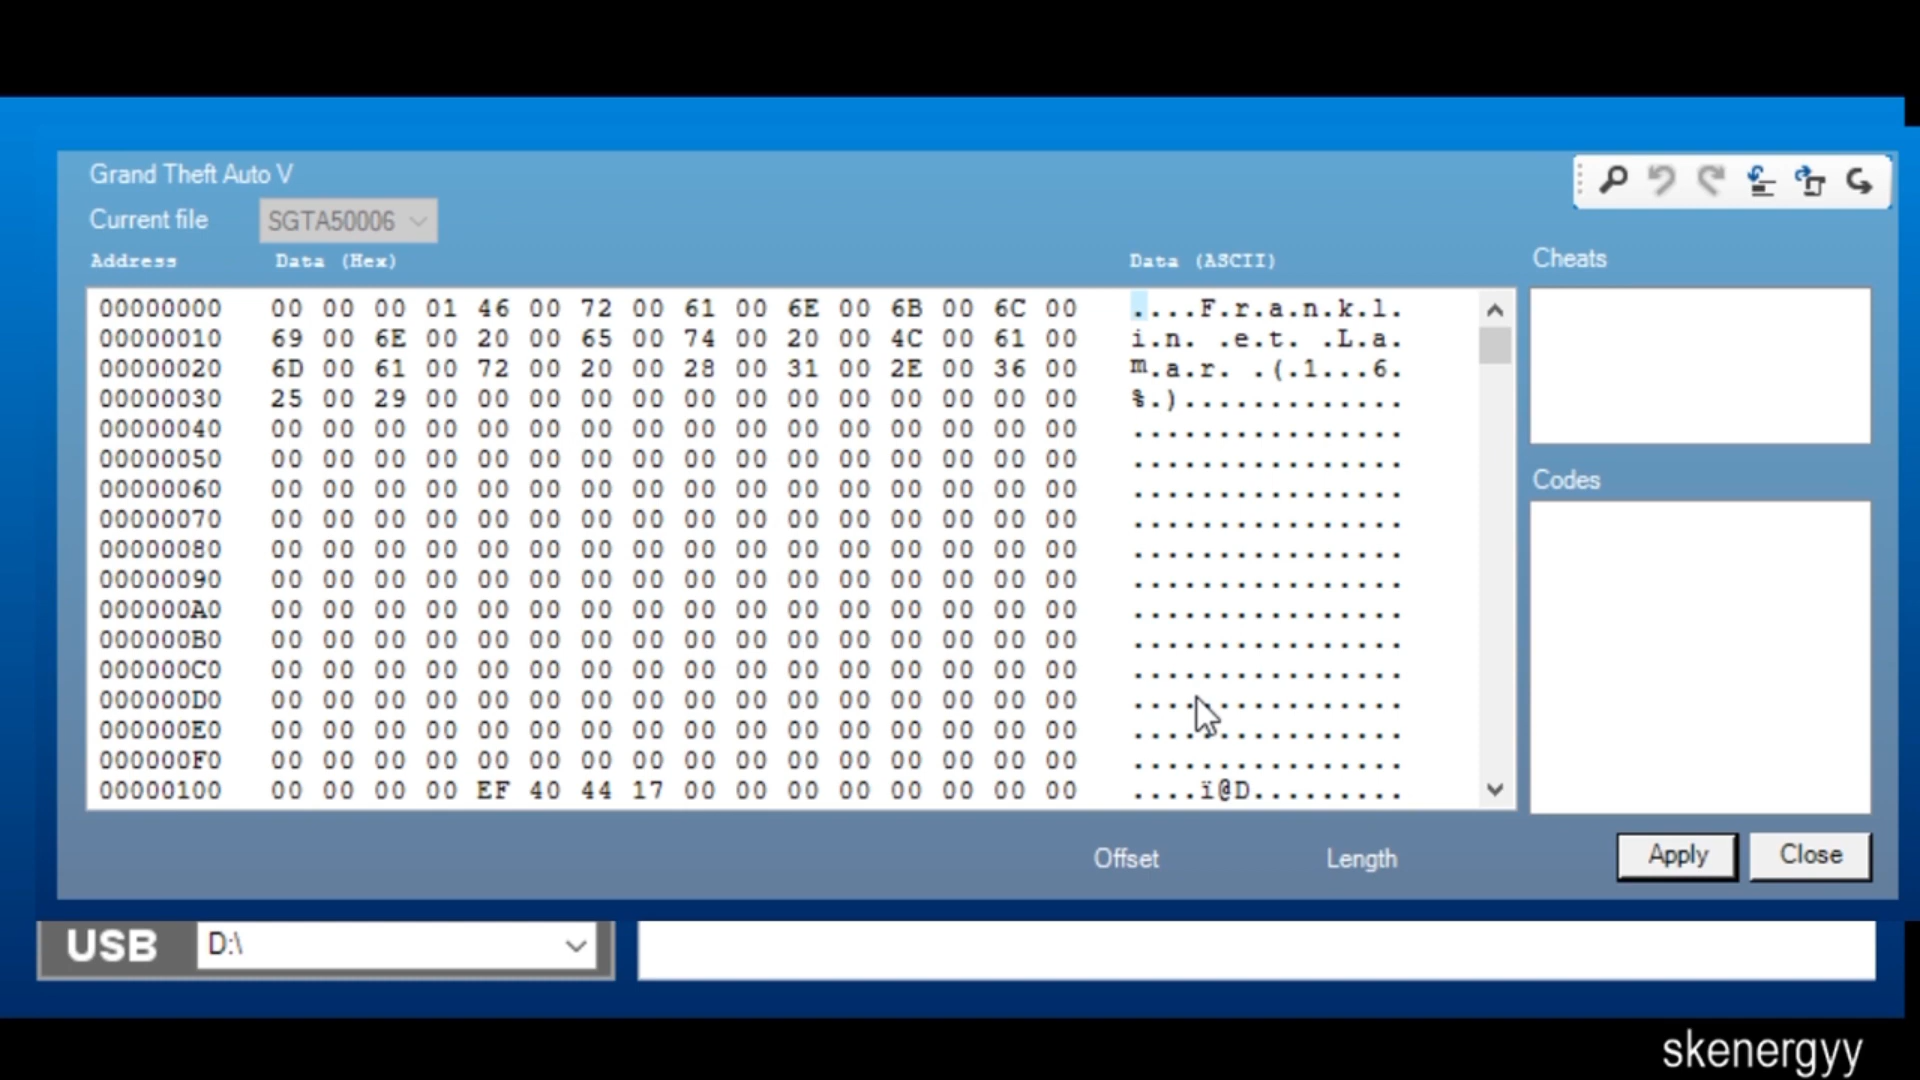 Grand Theft Auto V
Current file SGTA50006
Address Data (Hex) Data (ASCII) Cheats
00000000 00 00 00 01 46 00 72 00 61 00 6E 00 6B 00 6C 00 ....F.r.a.n.k.l.
00000010 69 00 6E 00 20 00 65 00 74 00 20 00 4C 00 61 00 i.n. .e.t. .L.a.
00000020 6D 00 61 00 72 00 20 00 28 00 31 00 2E 00 36 00 m.a.r. .(.1...6.
00000030 25 00 29 00 00 00 00 00 00 00 00 00 00 00 00 00 %.).............
00000040 00 00 00 00 00 00 00 00 00 00 00 00 00 00 00 00 ................
00000050 00 00 00 00 00 00 00 00 00 00 00 00 00 00 00 00 ................
Codes
00000060 00 00 00 00 00 00 00 00 00 00 00 00 00 00 00 00 ................
00000070 00 00 00 00 00 00 00 00 00 00 00 00 00 00 00 00 ................
00000080 00 00 00 00 00 00 00 00 00 00 00 00 00 00 00 00 ................
00000090 00 00 00 00 00 00 00 00 00 00 00 00 00 00 00 00 ................
000000A0 00 00 00 00 00 00 00 00 00 00 00 00 00 00 00 00 ................
000000B0 00 00 00 00 00 00 00 00 00 00 00 00 00 00 00 00 ................
000000C0 00 00 00 00 00 00 00 00 00 00 00 00 00 00 00 00 ................
000000D0 00 00 00 00 00 00 00 00 00 00 00 00 00 00 00 00 ................
000000E0 00 00 00 00 00 00 00 00 00 00 00 00 00 00 00 00 ................
000000F0 00 00 00 00 00 00 00 00 00 00 00 00 00 00 00 00 ................
00000100 00 00 00 00 EF 40 44 17 00 00 00 00 00 00 00 00 ....ï@D.........
Offset Length Apply Close
USB D:\
skenergyy